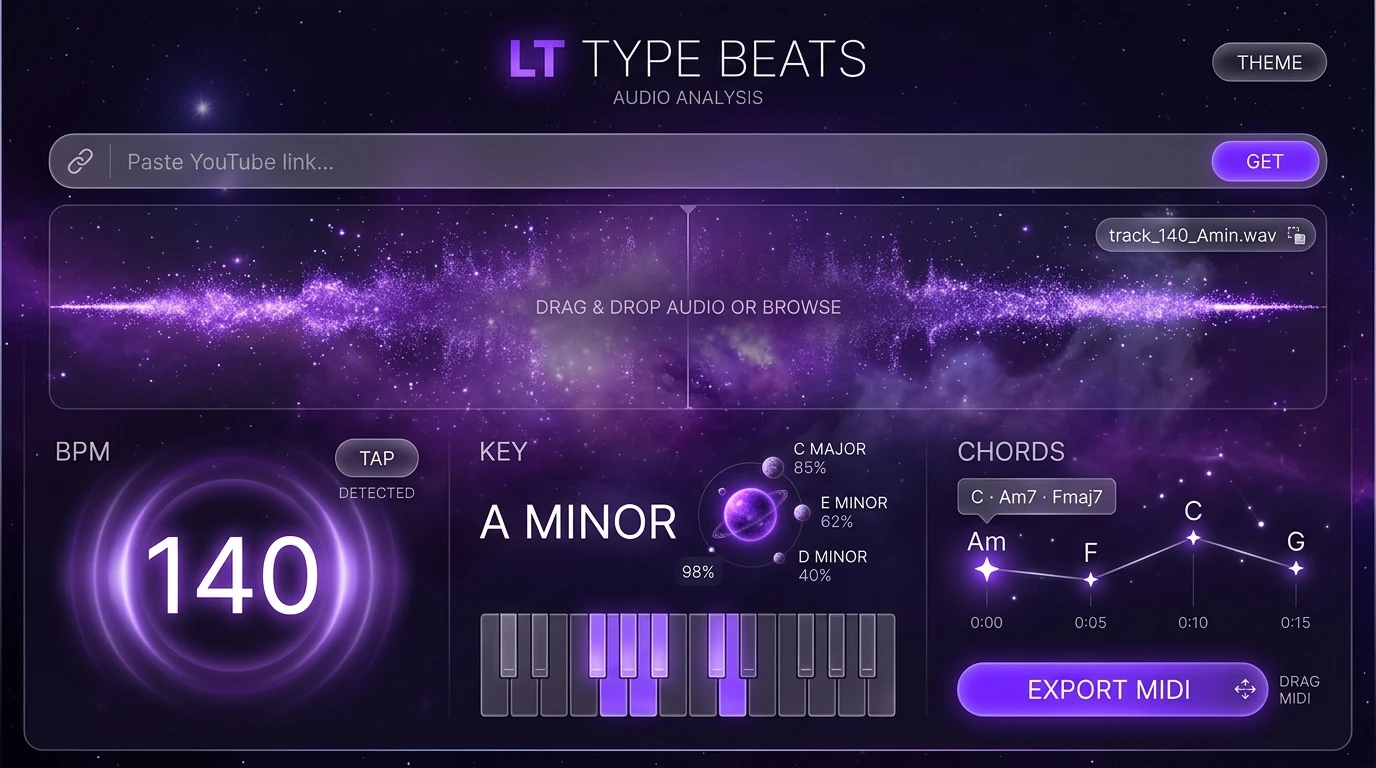 LT TYPE BEATS
AUDIO ANALYSIS
THEME
Paste YouTube link...
GET
track_140_Amin.wav
DRAG & DROP AUDIO OR BROWSE
BPM
TAP
DETECTED
140
KEY
A MINOR
98%
C MAJOR
85%
E MINOR
62%
D MINOR
40%
CHORDS
C · Am7 · Fmaj7
Am
F
C
G
0:00
0:05
0:10
0:15
EXPORT MIDI
DRAG
MIDI